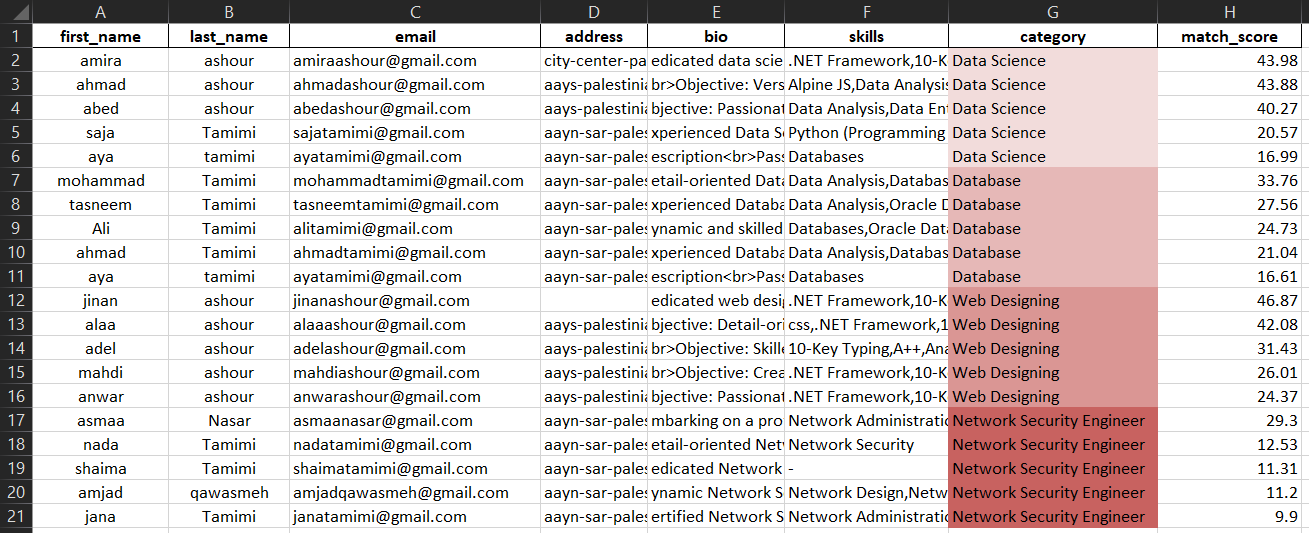 A B C D E F G H
1 first_name last_name email address bio skills category match_score
2 amira ashour amiraashour@gmail.com city-center-pa edicated data scie .NET Framework,10-K Data Science 43.98
3 ahmad ashour ahmadashour@gmail.com aays-palestinia br>Objective: Vers Alpine JS,Data Analysis Data Science 43.88
4 abed ashour abedashour@gmail.com aays-palestinia bjective: Passionat Data Analysis,Data Ent Data Science 40.27
5 saja Tamimi sajatamimi@gmail.com aayn-sar-pales xperienced Data S Python (Programming Data Science 20.57
6 aya tamimi ayatamimi@gmail.com aayn-sar-pales escription<br>Pass Databases Data Science 16.99
7 mohammad Tamimi mohammadtamimi@gmail.com aayn-sar-pales etail-oriented Data Data Analysis,Databas Database 33.76
8 tasneem Tamimi tasneemtamimi@gmail.com aayn-sar-pales xperienced Databa Data Analysis,Oracle D Database 27.56
9 Ali Tamimi alitamimi@gmail.com aayn-sar-pales ynamic and skilled Databases,Oracle Data Database 24.73
10 ahmad Tamimi ahmadtamimi@gmail.com aayn-sar-pales xperienced Databa Data Analysis,Databas Database 21.04
11 aya tamimi ayatamimi@gmail.com aayn-sar-pales escription<br>Pass Databases Database 16.61
12 jinan ashour jinanashour@gmail.com edicated web desig .NET Framework,10-K Web Designing 46.87
13 alaa ashour alaaashour@gmail.com aays-palestinia bjective: Detail-ori css,.NET Framework,1 Web Designing 42.08
14 adel ashour adelashour@gmail.com aays-palestinia br>Objective: Skille 10-Key Typing,A++,Ana Web Designing 31.43
15 mahdi ashour mahdiashour@gmail.com aays-palestinia br>Objective: Crea .NET Framework,10-K Web Designing 26.01
16 anwar ashour anwarashour@gmail.com aays-palestinia bjective: Passionat .NET Framework,10-K Web Designing 24.37
17 asmaa Nasar asmaanasar@gmail.com aayn-sar-pales mbarking on a pro Network Administratio Network Security Engineer 29.3
18 nada Tamimi nadatamimi@gmail.com aayn-sar-pales etail-oriented Netv Network Security Network Security Engineer 12.53
19 shaima Tamimi shaimatamimi@gmail.com aayn-sar-pales edicated Network - Network Security Engineer 11.31
20 amjad qawasmeh amjadqawasmeh@gmail.com aayn-sar-pales ynamic Network S Network Design,Netw Network Security Engineer 11.2
21 jana Tamimi janatamimi@gmail.com aayn-sar-pales ertified Network S Network Administratio Network Security Engineer 9.9